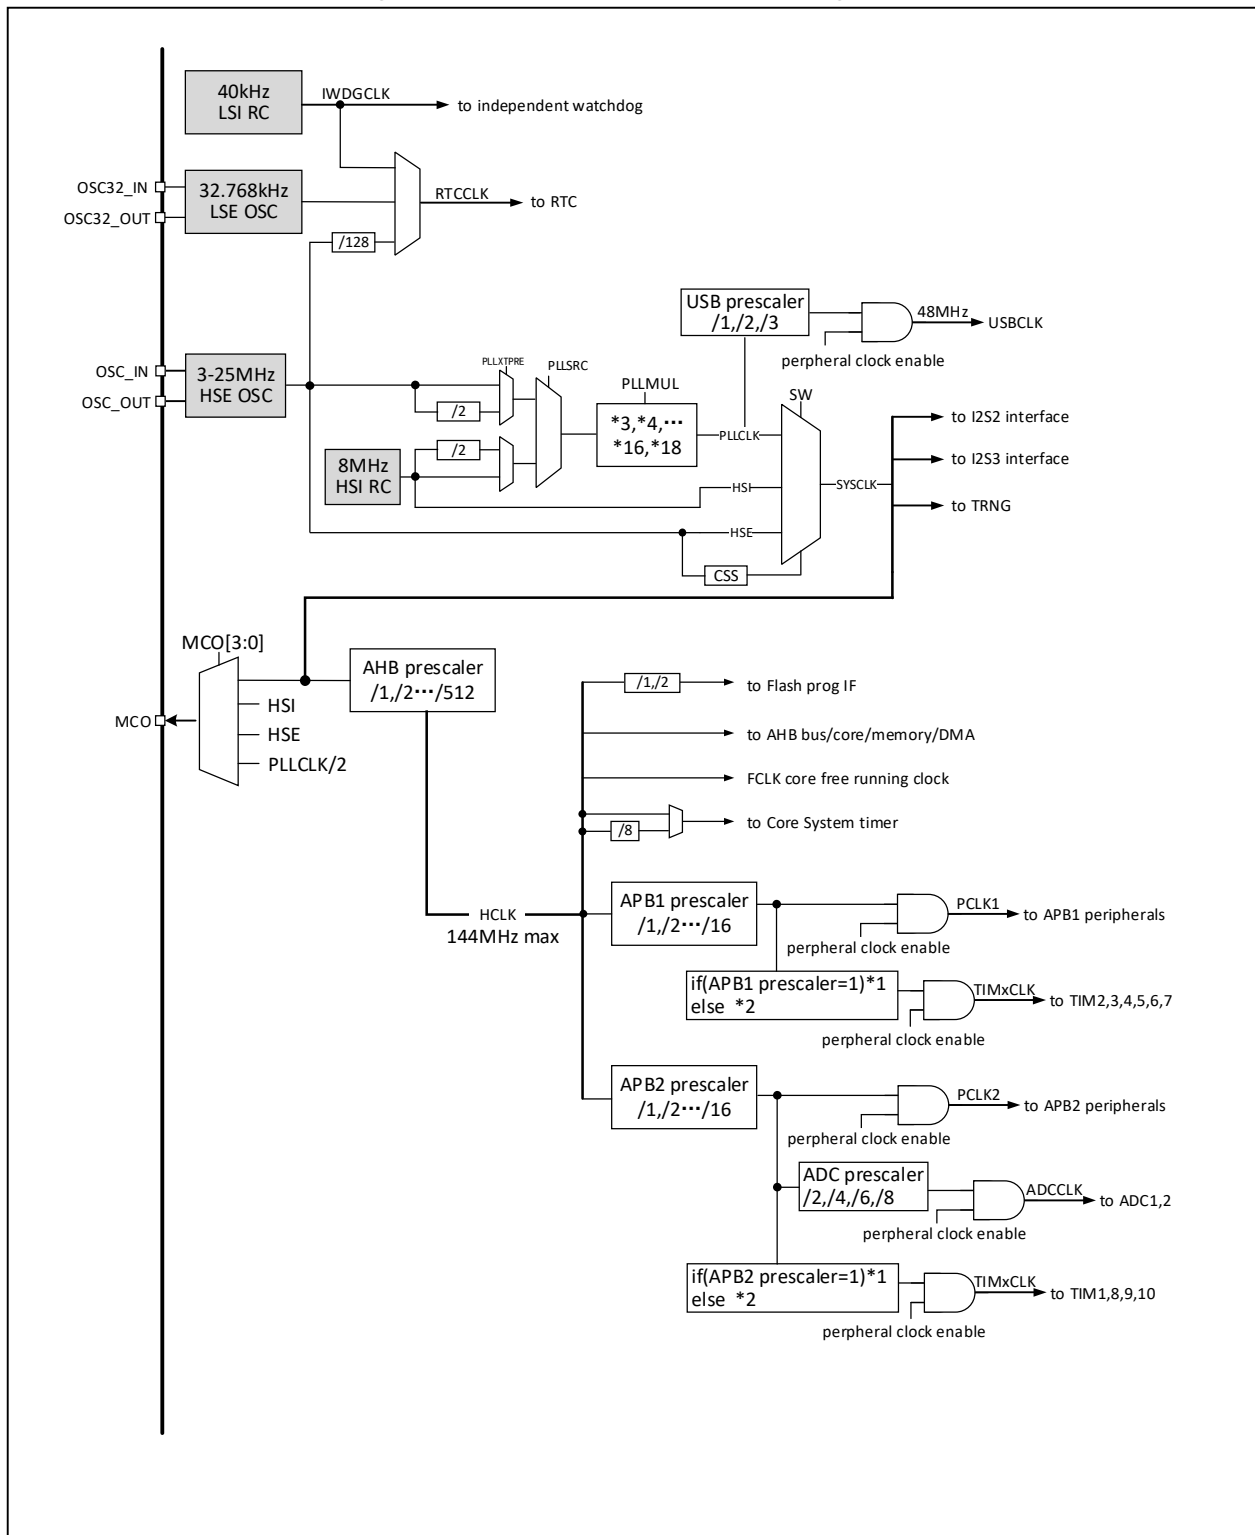 40kHz
LSI RC
IWDGCLK
to independent watchdog
OSC32_IN
OSC32_OUT
32.768kHz
LSE OSC
RTCCLK
to RTC
/128
USB prescaler
/1,/2,/3
48MHz
USBCLK
perpheral clock enable
OSC_IN
OSC_OUT
3-25MHz
HSE OSC
PLLXTPRE
PLLSRC
/2
PLLMUL
*3,*4,···
*16,*18
PLLCLK
SW
/2
8MHz
HSI RC
HSI
HSE
CSS
SYSCLK
to I2S2 interface
to I2S3 interface
to TRNG
MCO[3:0]
MCO
HSI
HSE
PLLCLK/2
AHB prescaler
/1,/2···/512
/1,/2
to Flash prog IF
to AHB bus/core/memory/DMA
FCLK core free running clock
/8
to Core System timer
HCLK
144MHz max
APB1 prescaler
/1,/2···/16
PCLK1
to APB1 peripherals
perpheral clock enable
if(APB1 prescaler=1)*1
else *2
TIMxCLK
to TIM2,3,4,5,6,7
perpheral clock enable
APB2 prescaler
/1,/2···/16
PCLK2
to APB2 peripherals
perpheral clock enable
ADC prescaler
/2,/4,/6,/8
ADCCLK
to ADC1,2
perpheral clock enable
if(APB2 prescaler=1)*1
else *2
TIMxCLK
to TIM1,8,9,10
perpheral clock enable